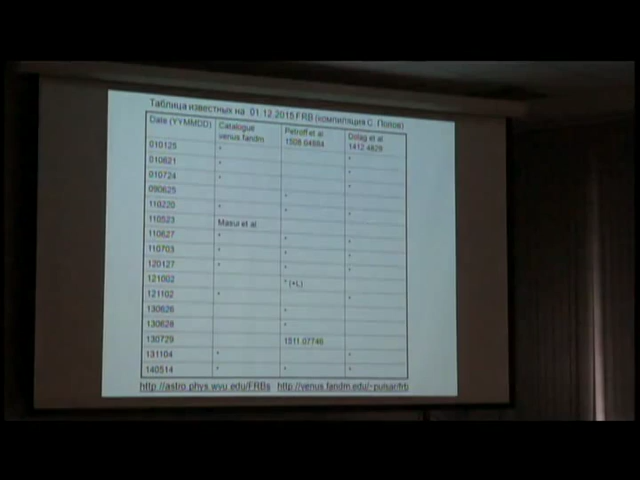 Таблица известных на 01.12.2015 FRB (компиляция С. Попов)
Date (YYMMDD) Catalogue venus.fandm Petroff et al 1508.04884 Dolag et al 1412.4829
010125 * *
010621 *
010724 * *
090625 *
110220 * * *
110523 Masui et al
110627 * * *
110703 * * *
120127 * * *
121002 * (+L)
121102 * *
130626 *
130628 *
130729 1511.07746
131104 * *
140514 * * *
http://astro.phys.wvu.edu/FRBs http://venus.fandm.edu/~pulsar/frb